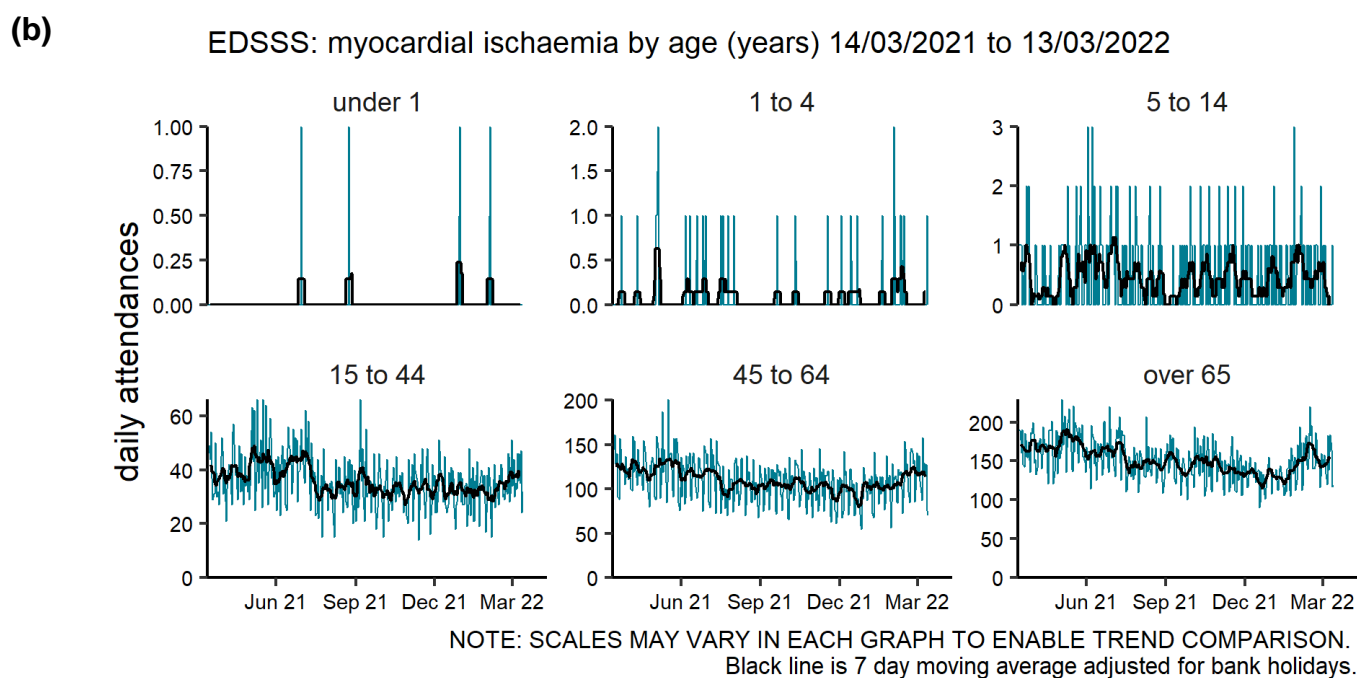 (b)
EDSSS: myocardial ischaemia by age (years) 14/03/2021 to 13/03/2022
daily attendances
under 1
1.00
0.75
0.50
0.25
0.00
1 to 4
2.0
1.5
1.0
0.5
0.0
5 to 14
3
2
1
0
15 to 44
60
40
20
0
Jun 21 Sep 21 Dec 21 Mar 22
45 to 64
200
150
100
50
0
Jun 21 Sep 21 Dec 21 Mar 22
over 65
200
150
100
50
0
Jun 21 Sep 21 Dec 21 Mar 22
NOTE: SCALES MAY VARY IN EACH GRAPH TO ENABLE TREND COMPARISON.
Black line is 7 day moving average adjusted for bank holidays.